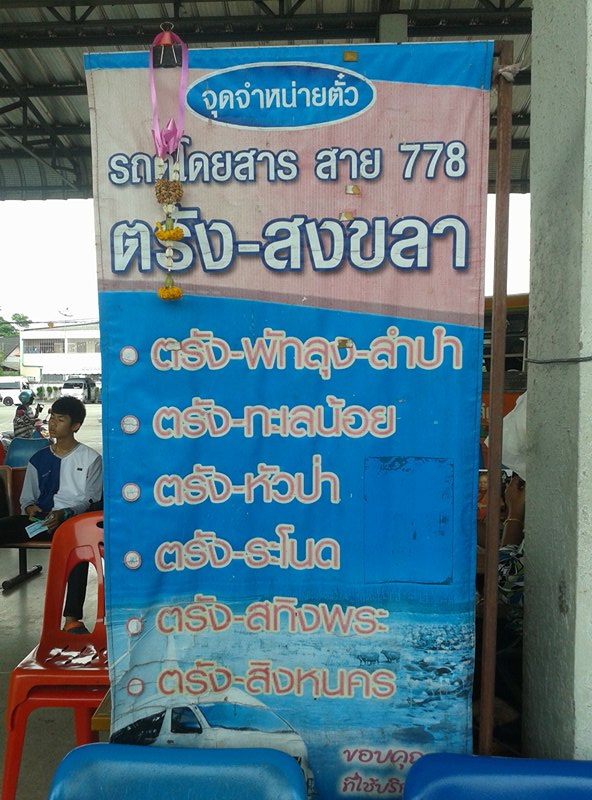 จุดจำหน่ายตั๋ว
โดยสาร สาย 778
ตรัง-สงขลา
ตรัง-พัทลุง-ลำปำ
ตรัง-ทะเลน้อย
ตรัง-หัวป่า
ตรัง-ระโนด
ตรัง-สทิงพระ
ตรัง-สิงหนคร
ขอบคุณ